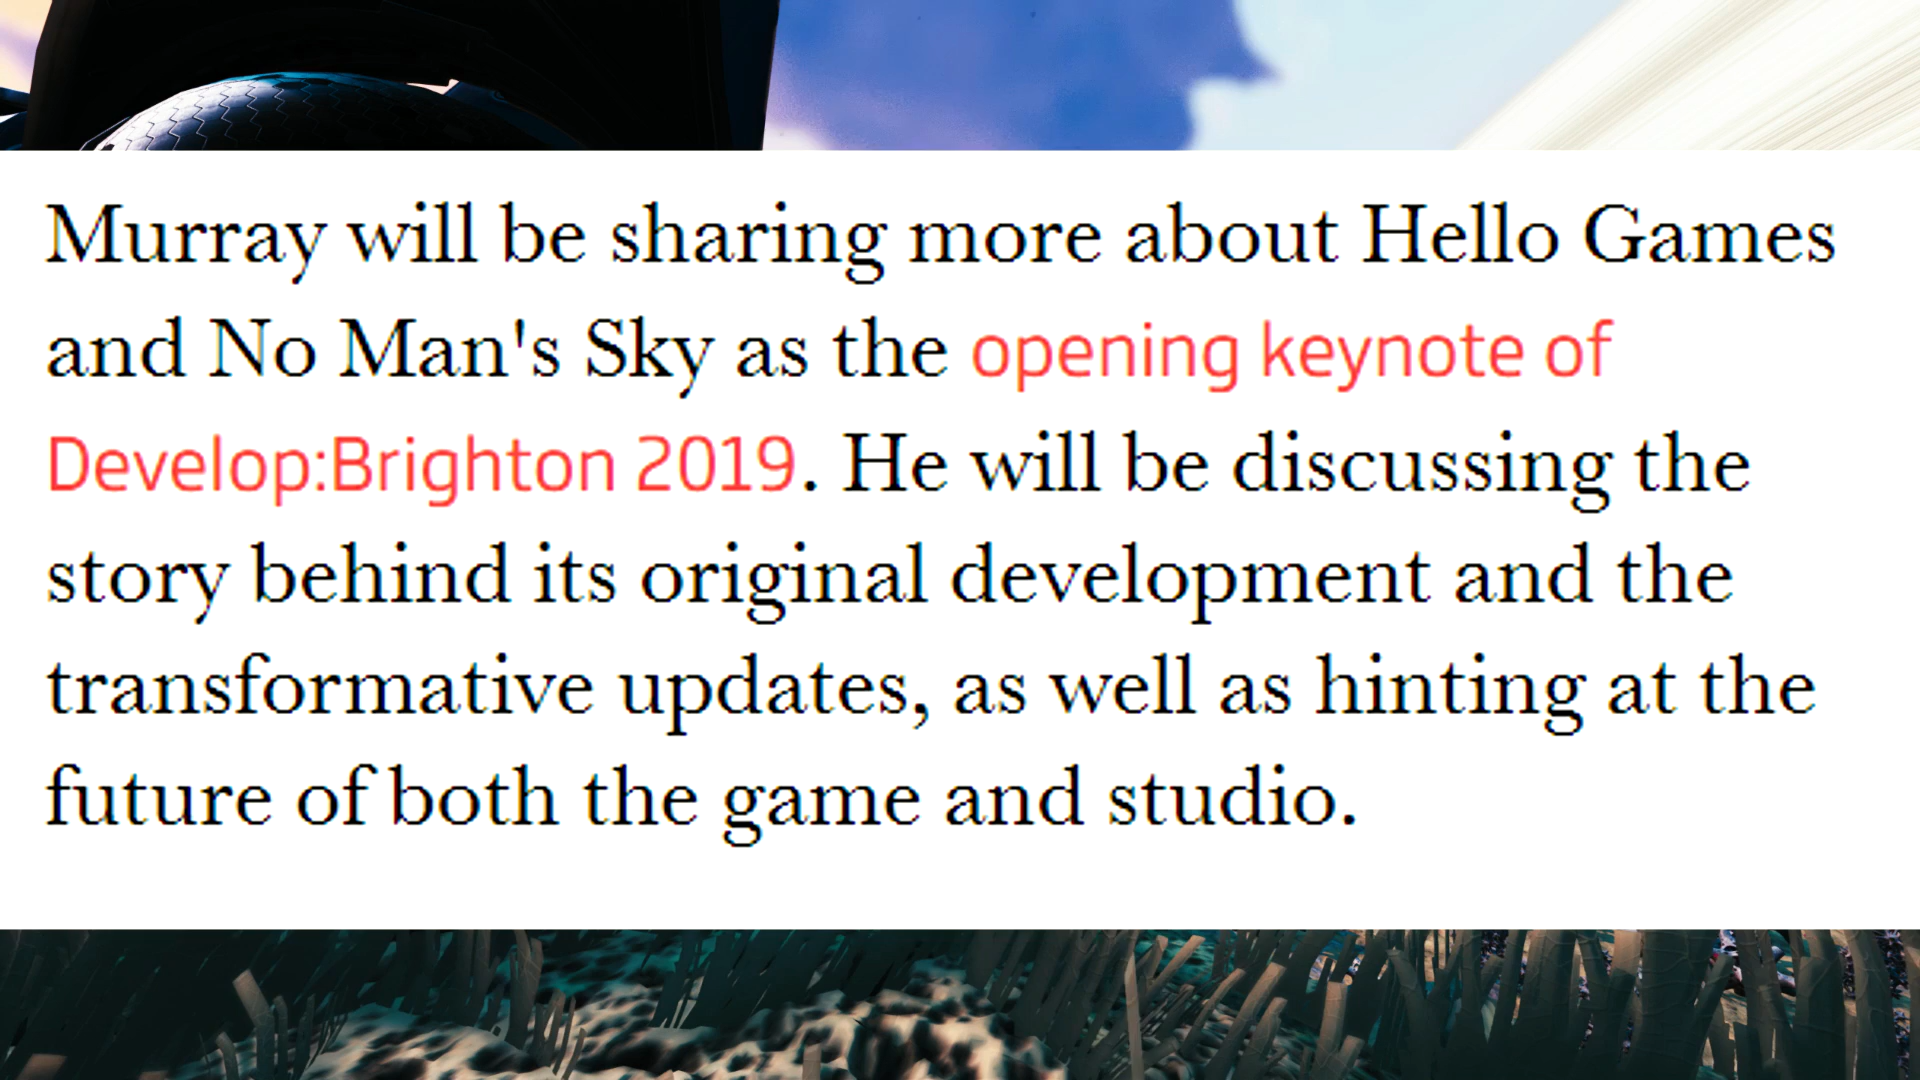 Murray will be sharing more about Hello Games
and No Man's Sky as the opening keynote of
Develop:Brighton 2019. He will be discussing the
story behind its original development and the
transformative updates, as well as hinting at the
future of both the game and studio.